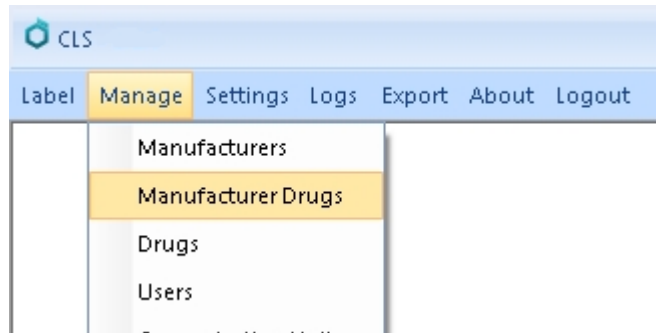 CLS
Label Manage Settings Logs Export About Logout
Manufacturers
Manufacturer Drugs
Drugs
Users